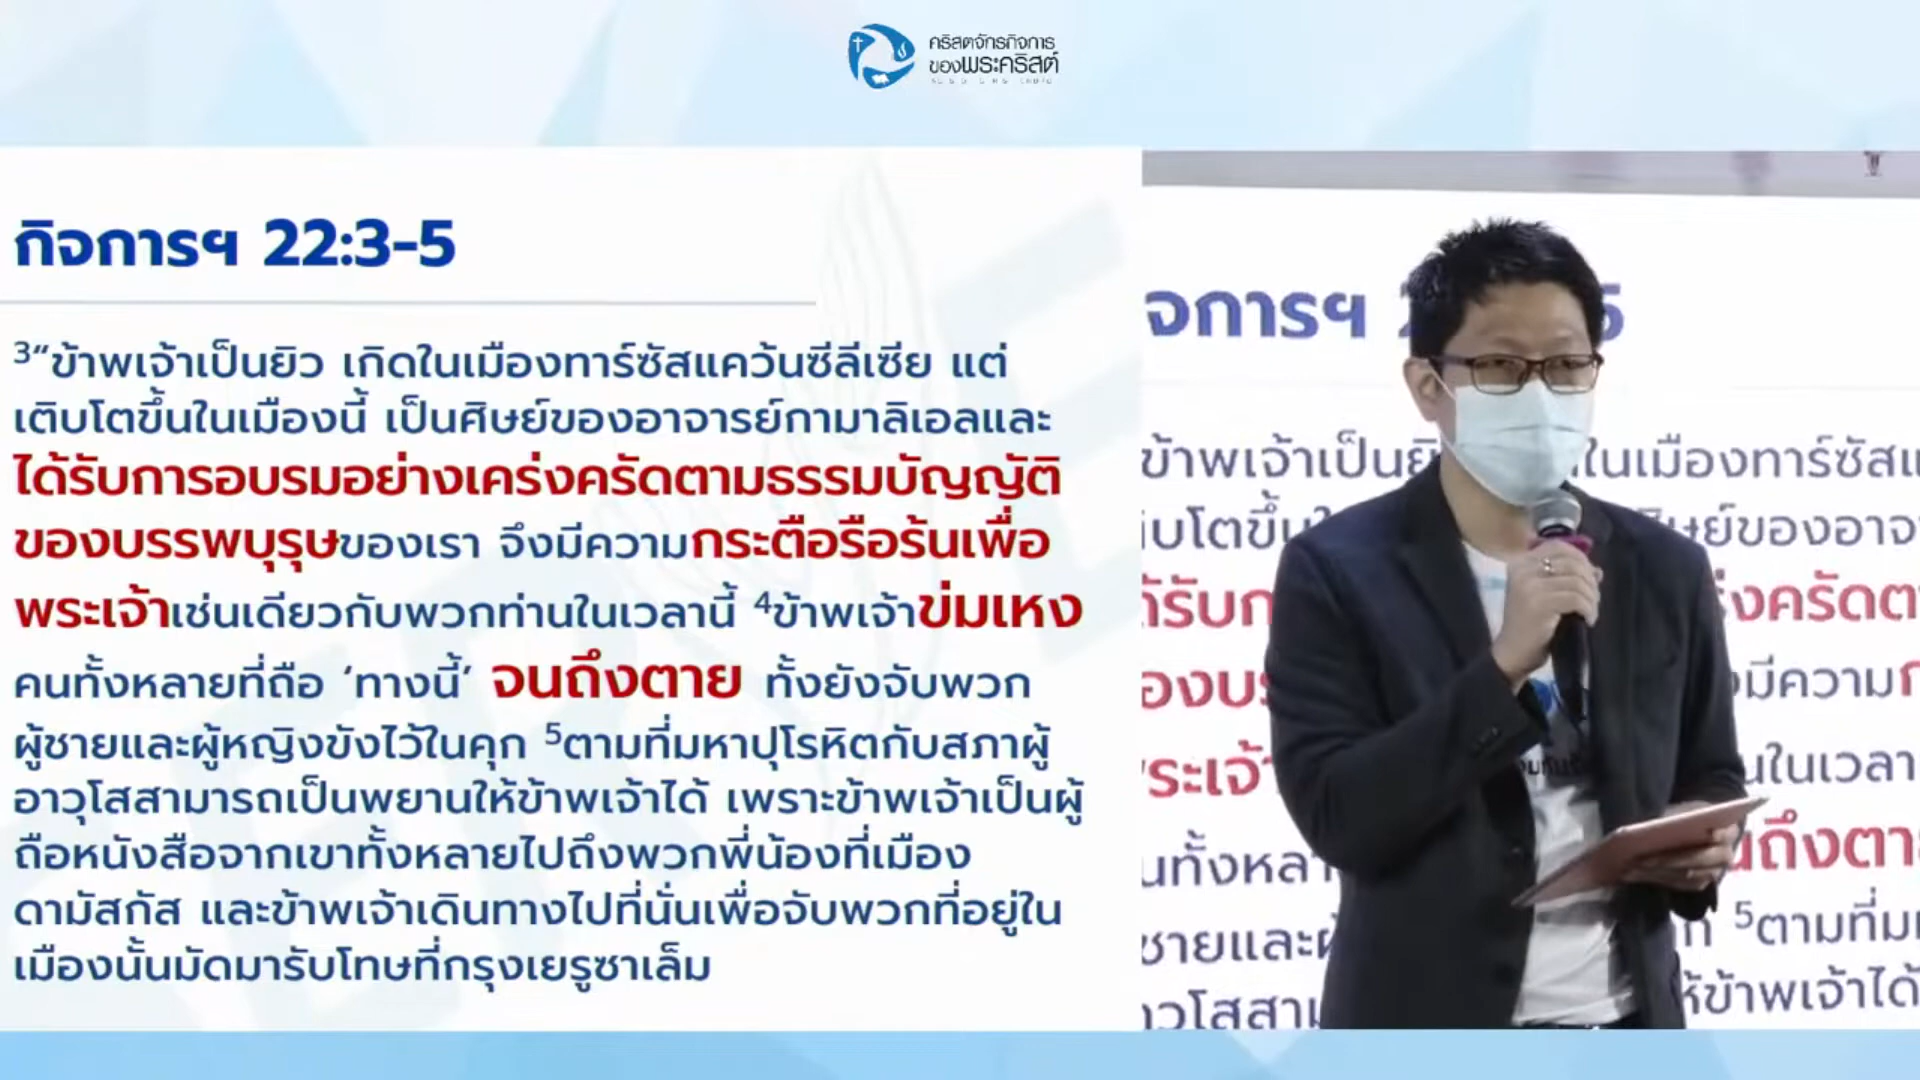 คริสตจักรกิจการ
ของพระคริสต์
กิจการฯ 22:3-5
3“ข้าพเจ้าเป็นยิว เกิดในเมืองทาร์ซัสแคว้นซีลีเซีย แต่
เติบโตขึ้นในเมืองนี้ เป็นศิษย์ของอาจารย์กามาลิเอลและ
ได้รับการอบรมอย่างเคร่งครัดตามธรรมบัญญัติ
ของบรรพบุรุษของเรา จึงมีความกระตือรือร้นเพื่อ
พระเจ้าเช่นเดียวกับพวกท่านในเวลานี้ 4ข้าพเจ้าข่มเหง
คนทั้งหลายที่ถือ ‘ทางนี้’ จนถึงตาย ทั้งยังจับพวก
ผู้ชายและผู้หญิงขังไว้ในคุก 5ตามที่มหาปุโรหิตกับสภาผู้
อาวุโสสามารถเป็นพยานให้ข้าพเจ้าได้ เพราะข้าพเจ้าเป็นผู้
ถือหนังสือจากเขาทั้งหลายไปถึงพวกพี่น้องที่เมือง
ดามัสกัส และข้าพเจ้าเดินทางไปที่นั่นเพื่อจับพวกที่อยู่ใน
เมืองนั้นมัดมารับโทษที่กรุงเยรูซาเล็ม